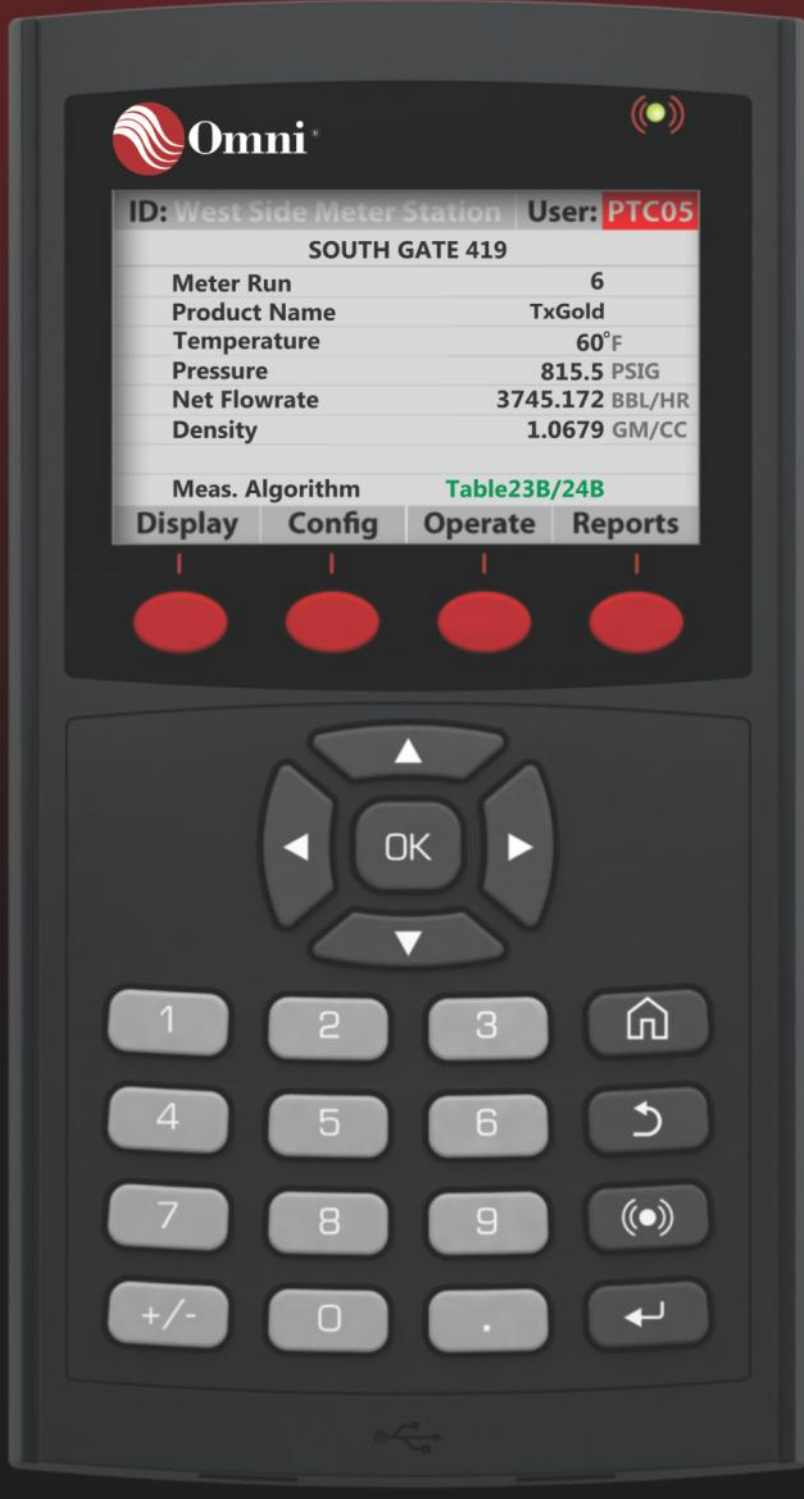 Omni
ID: West Side Meter Station User: PTC05
SOUTH GATE 419
Meter Run 6
Product Name TxGold
Temperature 60°F
Pressure 815.5 PSIG
Net Flowrate 3745.172 BBL/HR
Density 1.0679 GM/CC
Meas. Algorithm Table23B/24B
Display Config Operate Reports
OK
1 2 3
4 5 6
7 8 9
+/- 0 .